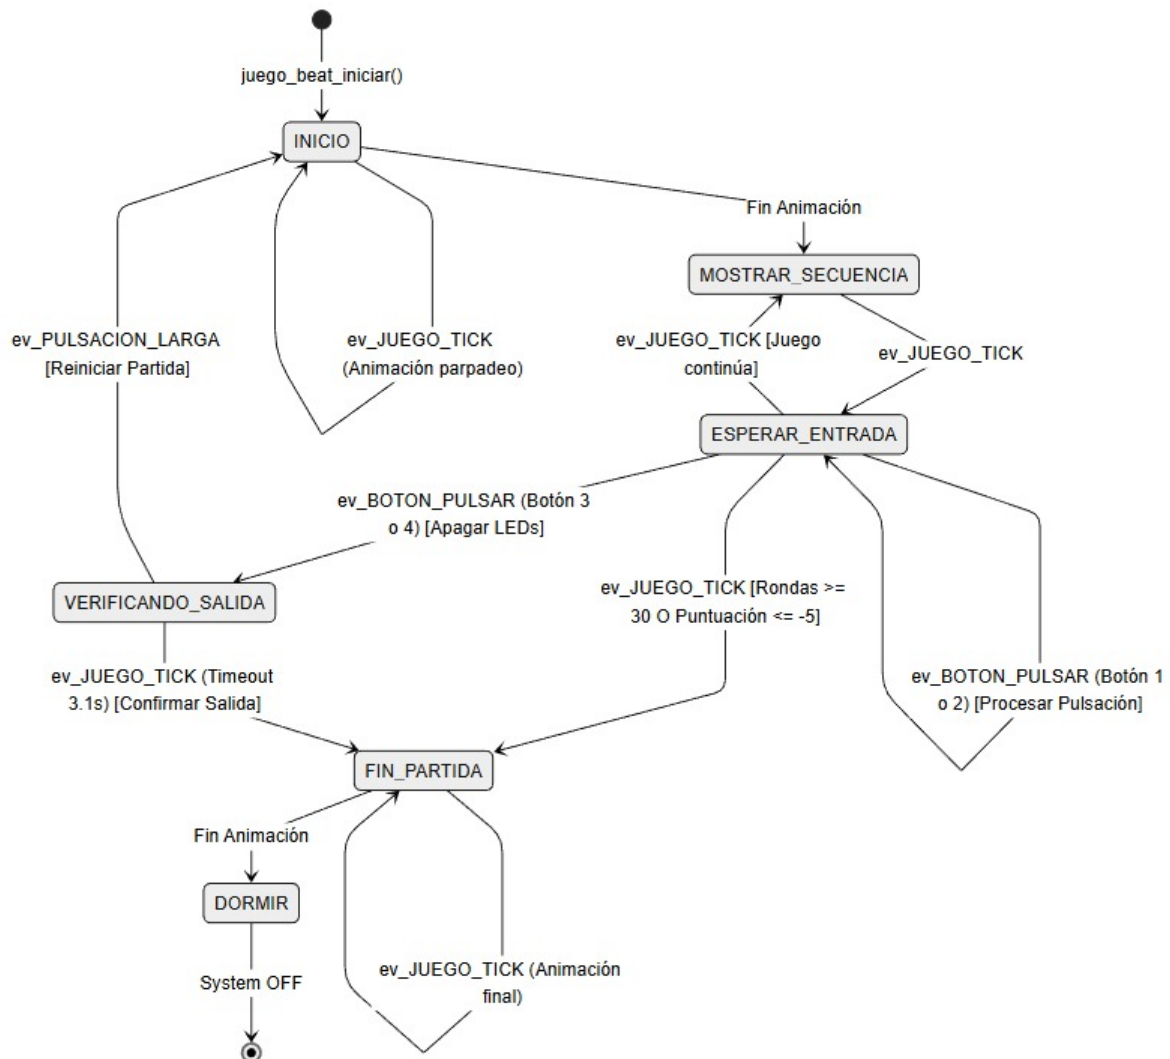 juego_beat_iniciar()
INICIO
Fin Animación
MOSTRAR_SECUENCIA
ev_PULSACION_LARGA
[Reiniciar Partida]
ev_JUEGO_TICK
(Animación parpadeo)
ev_JUEGO_TICK [Juego
continúa]
ev_JUEGO_TICK
ESPERAR_ENTRADA
ev_BOTON_PULSAR (Botón 3
o 4) [Apagar LEDs]
VERIFICANDO_SALIDA
ev_JUEGO_TICK [Rondas >=
30 O Puntuación <= -5]
ev_JUEGO_TICK (Timeout
3.1s) [Confirmar Salida]
ev_BOTON_PULSAR (Botón 1
o 2) [Procesar Pulsación]
FIN_PARTIDA
Fin Animación
DORMIR
System OFF
ev_JUEGO_TICK (Animación
final)